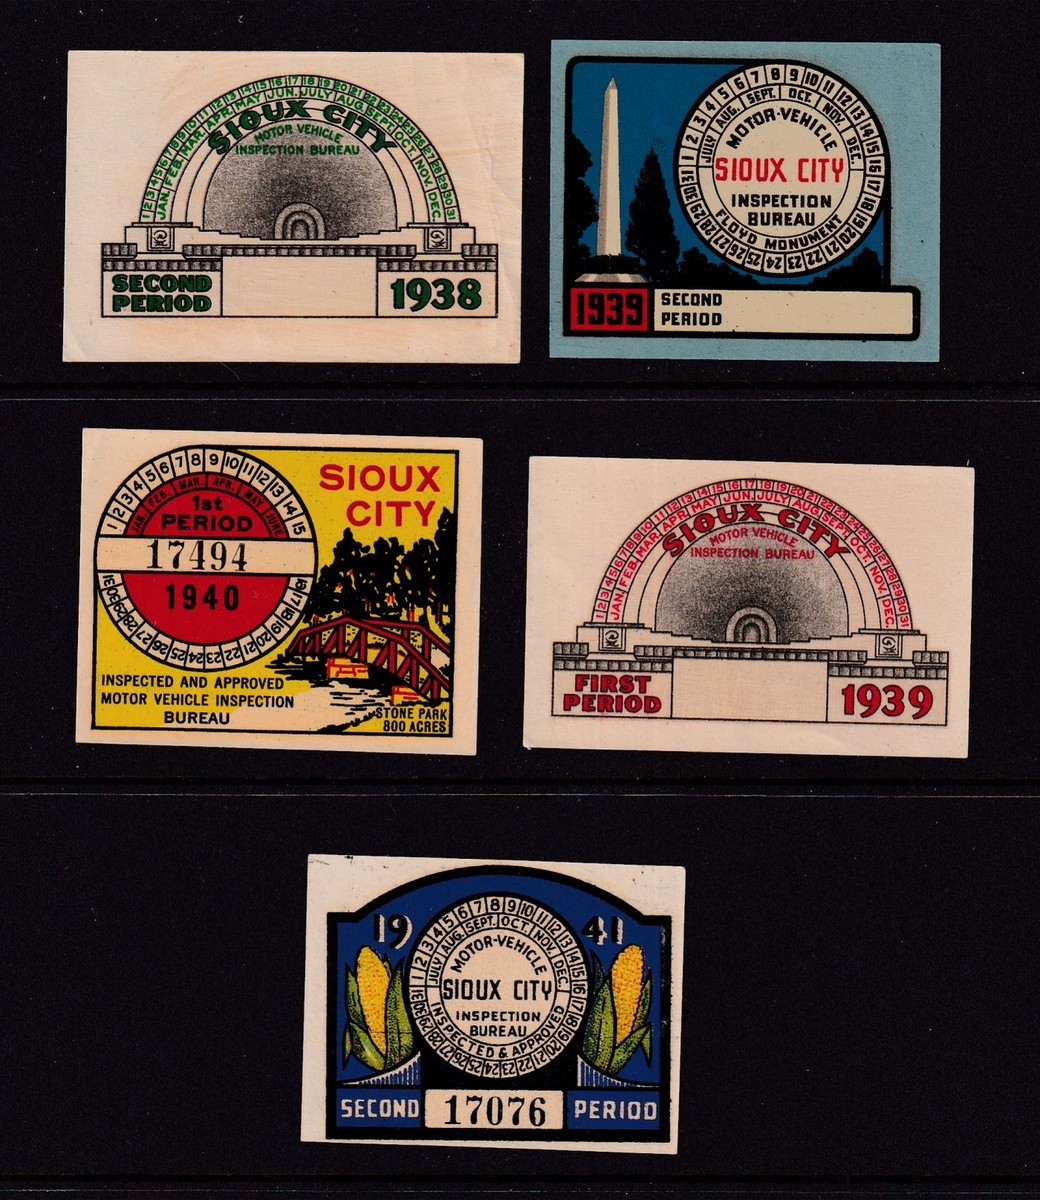 1 2 3 4 5 6 7 8 9 10 11 12 13 14 15 16 17 18 19 20 21 22 23 24 25 26 27 28 29 30 31
JAN. FEB. MAR. APR. MAY JUN. JULY AUG. SEPT. OCT. NOV. DEC.
SIOUX CITY
MOTOR VEHICLE
INSPECTION BUREAU
SECOND
PERIOD
1938
1 2 3 4 5 6 7 8 9 10 11 12 13 14 15 16 17 18 19 20 21 22 23 24 25 26 27 28 29 30 31
JULY AUG. SEPT. OCT. NOV. DEC.
MOTOR-VEHICLE
SIOUX CITY
INSPECTION
BUREAU
FLOYD MONUMENT
1939
SECOND
PERIOD
SIOUX
CITY
1 2 3 4 5 6 7 8 9 10 11 12 13 14 15
JAN. FEB. MAR. APR. MAY JUNE
1st
PERIOD
17494
1940
16 17 18 19 20 21 22 23 24 25 26 27 28 29 30 31
INSPECTED AND APPROVED
MOTOR VEHICLE INSPECTION
BUREAU
STONE PARK
800 ACRES
1 2 3 4 5 6 7 8 9 10 11 12 13 14 15 16 17 18 19 20 21 22 23 24 25 26 27 28 29 30 31
JAN. FEB. MAR. APR. MAY JUN. JULY AUG. SEPT. OCT. NOV. DEC.
SIOUX CITY
MOTOR VEHICLE
INSPECTION BUREAU
FIRST
PERIOD
1939
19 41
1 2 3 4 5 6 7 8 9 10 11 12 13 14 15 16 17 18 19 20 21 22 23 24 25 26 27 28 29 30 31
JULY AUG. SEPT. OCT. NOV. DEC.
MOTOR-VEHICLE
SIOUX CITY
INSPECTION
BUREAU
INSPECTED & APPROVED
SECOND 17076 PERIOD